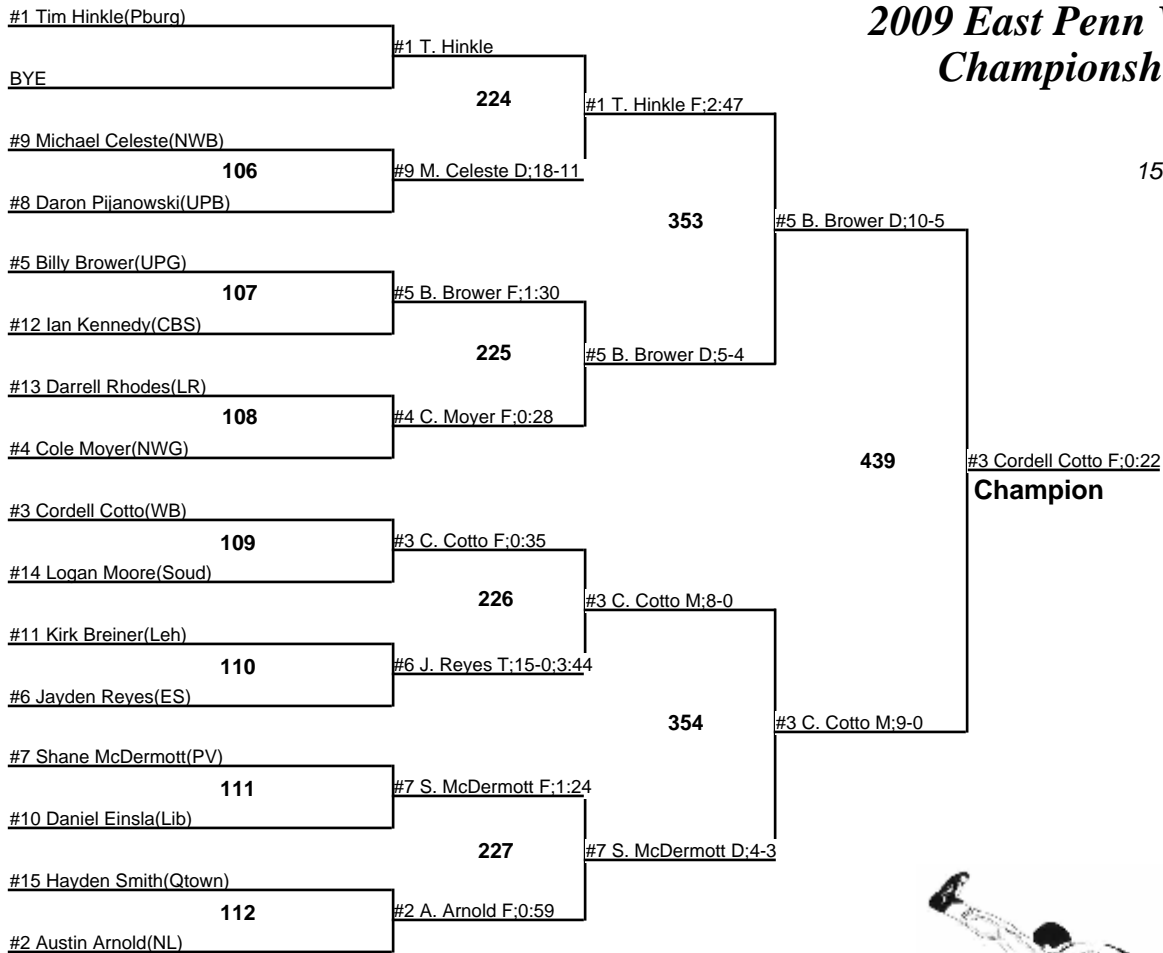 2009 East Penn
Championsh
15
#1 Tim Hinkle(Pburg)
BYE
#9 Michael Celeste(NWB)
106
#8 Daron Pijanowski(UPB)
#5 Billy Brower(UPG)
107
#12 Ian Kennedy(CBS)
#13 Darrell Rhodes(LR)
108
#4 Cole Moyer(NWG)
#3 Cordell Cotto(WB)
109
#14 Logan Moore(Soud)
#11 Kirk Breiner(Leh)
110
#6 Jayden Reyes(ES)
#7 Shane McDermott(PV)
111
#10 Daniel Einsla(Lib)
#15 Hayden Smith(Qtown)
112
#2 Austin Arnold(NL)
#1 T. Hinkle
224
#9 M. Celeste D;18-11
#5 B. Brower F;1:30
225
#4 C. Moyer F;0:28
#3 C. Cotto F;0:35
226
#6 J. Reyes T;15-0;3:44
#7 S. McDermott F;1:24
227
#2 A. Arnold F;0:59
#1 T. Hinkle F;2:47
353
#5 B. Brower D;5-4
#3 C. Cotto M;8-0
354
#7 S. McDermott D;4-3
#5 B. Brower D;10-5
439
#3 C. Cotto M;9-0
#3 Cordell Cotto F;0:22
Champion